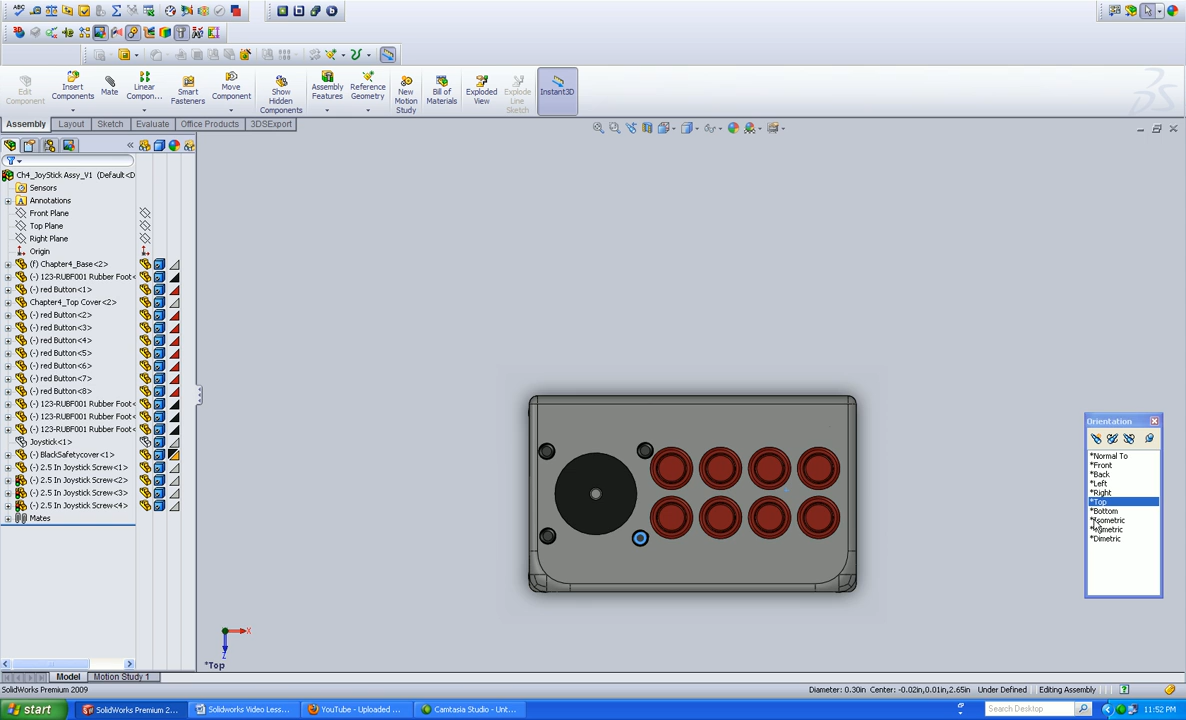 Edit Component
Insert Components
Mate
Linear Compon...
Smart Fasteners
Move Component
Show Hidden Components
Assembly Features
Reference Geometry
New Motion Study
Bill of Materials
Exploded View
Explode Line Sketch
Instant3D
Assembly
Layout
Sketch
Evaluate
Office Products
3DSExport
Ch4_JoyStick Assy_V1 (Default<D
Sensors
Annotations
Front Plane
Top Plane
Right Plane
Origin
(f) Chapter4_Base<2>
(-) 123-RUBF001 Rubber Foot<
(-) red Button<1>
Chapter4_Top Cover<2>
(-) red Button<2>
(-) red Button<3>
(-) red Button<4>
(-) red Button<5>
(-) red Button<6>
(-) red Button<7>
(-) red Button<8>
(-) 123-RUBF001 Rubber Foot<
(-) 123-RUBF001 Rubber Foot<
(-) 123-RUBF001 Rubber Foot<
Joystick<1>
(-) BlackSafetycover<1>
(-) 2.5 In Joystick Screw<1>
(-) 2.5 In Joystick Screw<2>
(-) 2.5 In Joystick Screw<3>
(-) 2.5 In Joystick Screw<4>
Mates
Orientation
*Normal To
*Front
*Back
*Left
*Right
*Top
*Bottom
*Dimetric
X
Z
*Top
Model
Motion Study 1
SolidWorks Premium 2009
Diameter: 0.30in Center: -0.02in,0.01in,2.65in
Under Defined
Editing Assembly
start
SolidWorks Premium 2...
Solidworks Video Less...
YouTube - Uploaded ...
Camtasia Studio - Unt...
Search Desktop
11:52 PM